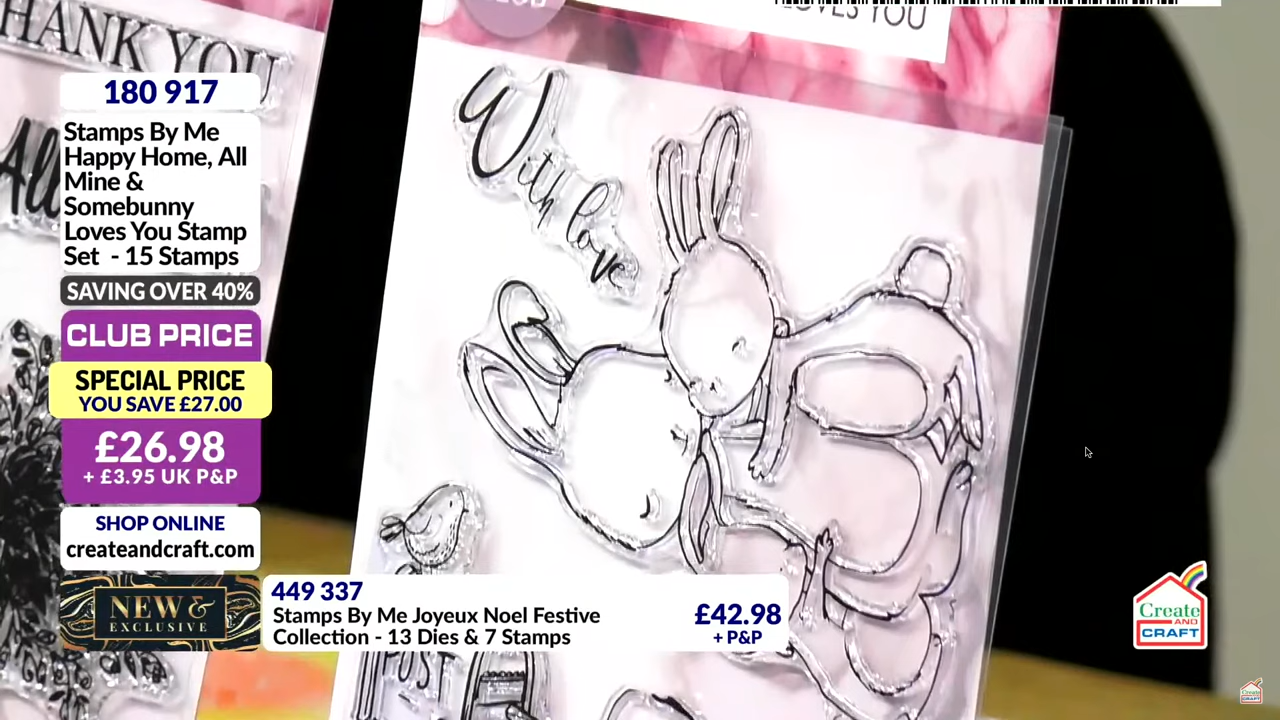 THANK YOU
LOVES YOU
180 917
Stamps By Me
Happy Home, All
Mine &
Somebunny
Loves You Stamp
Set - 15 Stamps
SAVING OVER 40%
CLUB PRICE
SPECIAL PRICE
YOU SAVE £27.00
£26.98
+ £3.95 UK P&P
SHOP ONLINE
createandcraft.com
With love
All
NEW &
EXCLUSIVE
449 337
Stamps By Me Joyeux Noel Festive
Collection - 13 Dies & 7 Stamps
£42.98
+ P&P
POST
Create
AND
CRAFT